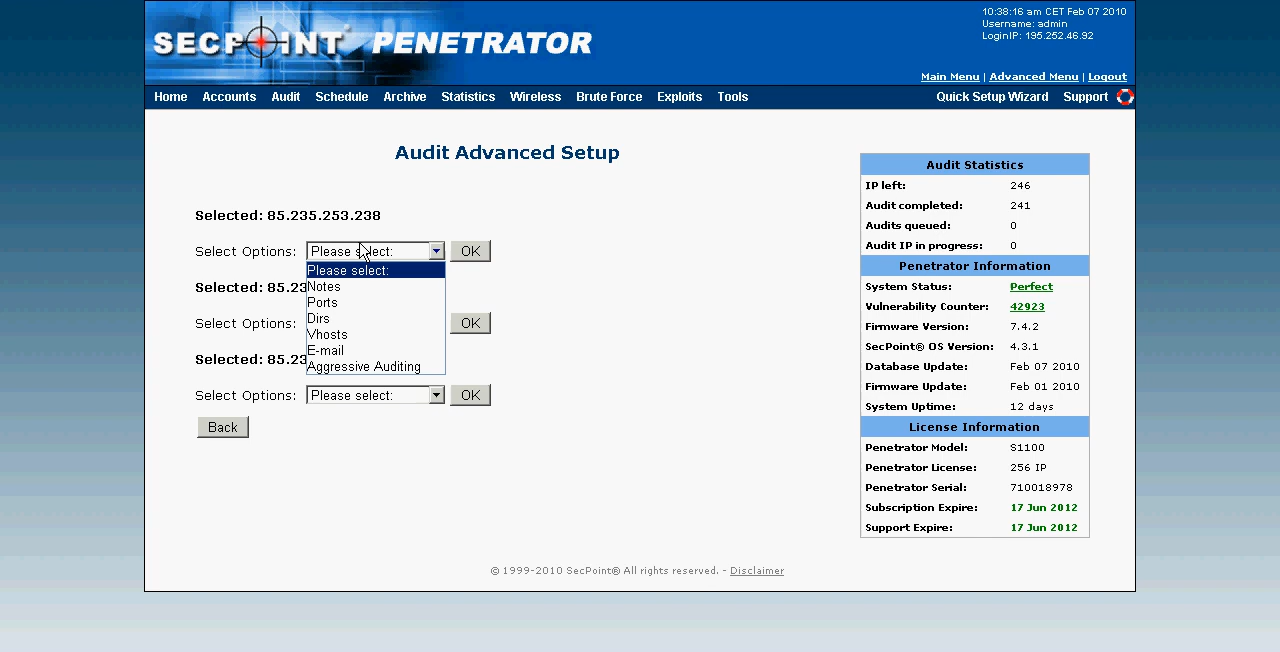 10:38:16 am CET Feb 07 2010
Username: admin
LoginIP: 195.252.46.92
SECPOINT PENETRATOR
Main Menu | Advanced Menu | Logout
Home Accounts Audit Schedule Archive Statistics Wireless Brute Force Exploits Tools Quick Setup Wizard Support
Audit Advanced Setup
Selected: 85.235.253.238
Select Options: Please select: OK
Please select:
Notes
Ports
Dirs
Vhosts
E-mail
Aggressive Auditing
Selected: 85.23
Select Options: OK
Selected: 85.23
Select Options: Please select: OK
Back
Audit Statistics
IP left: 246
Audit completed: 241
Audits queued: 0
Audit IP in progress: 0
Penetrator Information
System Status: Perfect
Vulnerability Counter: 42923
Firmware Version: 7.4.2
SecPoint® OS Version: 4.3.1
Database Update: Feb 07 2010
Firmware Update: Feb 01 2010
System Uptime: 12 days
License Information
Penetrator Model: S1100
Penetrator License: 256 IP
Penetrator Serial: 710018978
Subscription Expire: 17 Jun 2012
Support Expire: 17 Jun 2012
© 1999-2010 SecPoint® All rights reserved. - Disclaimer